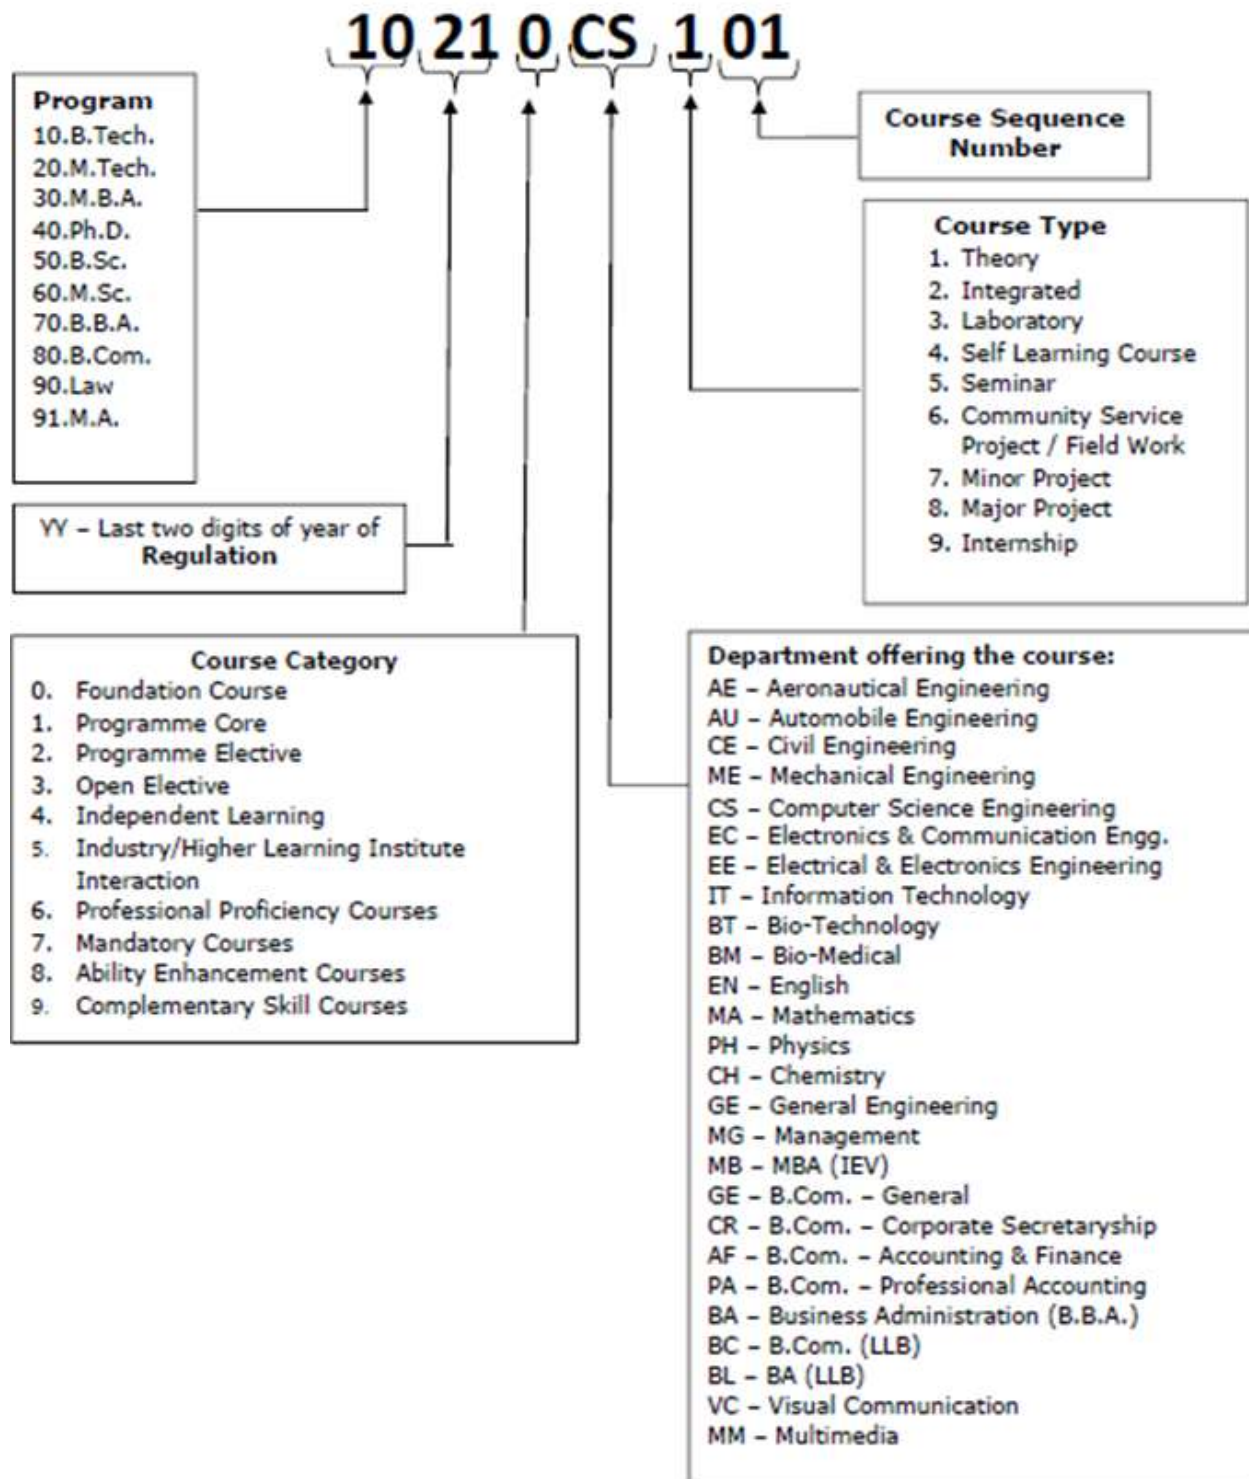 10 21 0 CS 1 01
Program
10.B.Tech.
20.M.Tech.
30.M.B.A.
40.Ph.D.
50.B.Sc.
60.M.Sc.
70.B.B.A.
80.B.Com.
90.Law
91.M.A.
Course Sequence
Number
Course Type
1. Theory
2. Integrated
3. Laboratory
4. Self Learning Course
5. Seminar
6. Community Service
Project / Field Work
7. Minor Project
8. Major Project
9. Internship
YY – Last two digits of year of
Regulation
Course Category
0. Foundation Course
1. Programme Core
2. Programme Elective
3. Open Elective
4. Independent Learning
5. Industry/Higher Learning Institute
Interaction
6. Professional Proficiency Courses
7. Mandatory Courses
8. Ability Enhancement Courses
9. Complementary Skill Courses
Department offering the course:
AE – Aeronautical Engineering
AU – Automobile Engineering
CE – Civil Engineering
ME – Mechanical Engineering
CS – Computer Science Engineering
EC – Electronics & Communication Engg.
EE – Electrical & Electronics Engineering
IT – Information Technology
BT – Bio-Technology
BM – Bio-Medical
EN – English
MA – Mathematics
PH – Physics
CH – Chemistry
GE – General Engineering
MG – Management
MB – MBA (IEV)
GE – B.Com. – General
CR – B.Com. – Corporate Secretaryship
AF – B.Com. – Accounting & Finance
PA – B.Com. – Professional Accounting
BA – Business Administration (B.B.A.)
BC – B.Com. (LLB)
BL – BA (LLB)
VC – Visual Communication
MM – Multimedia